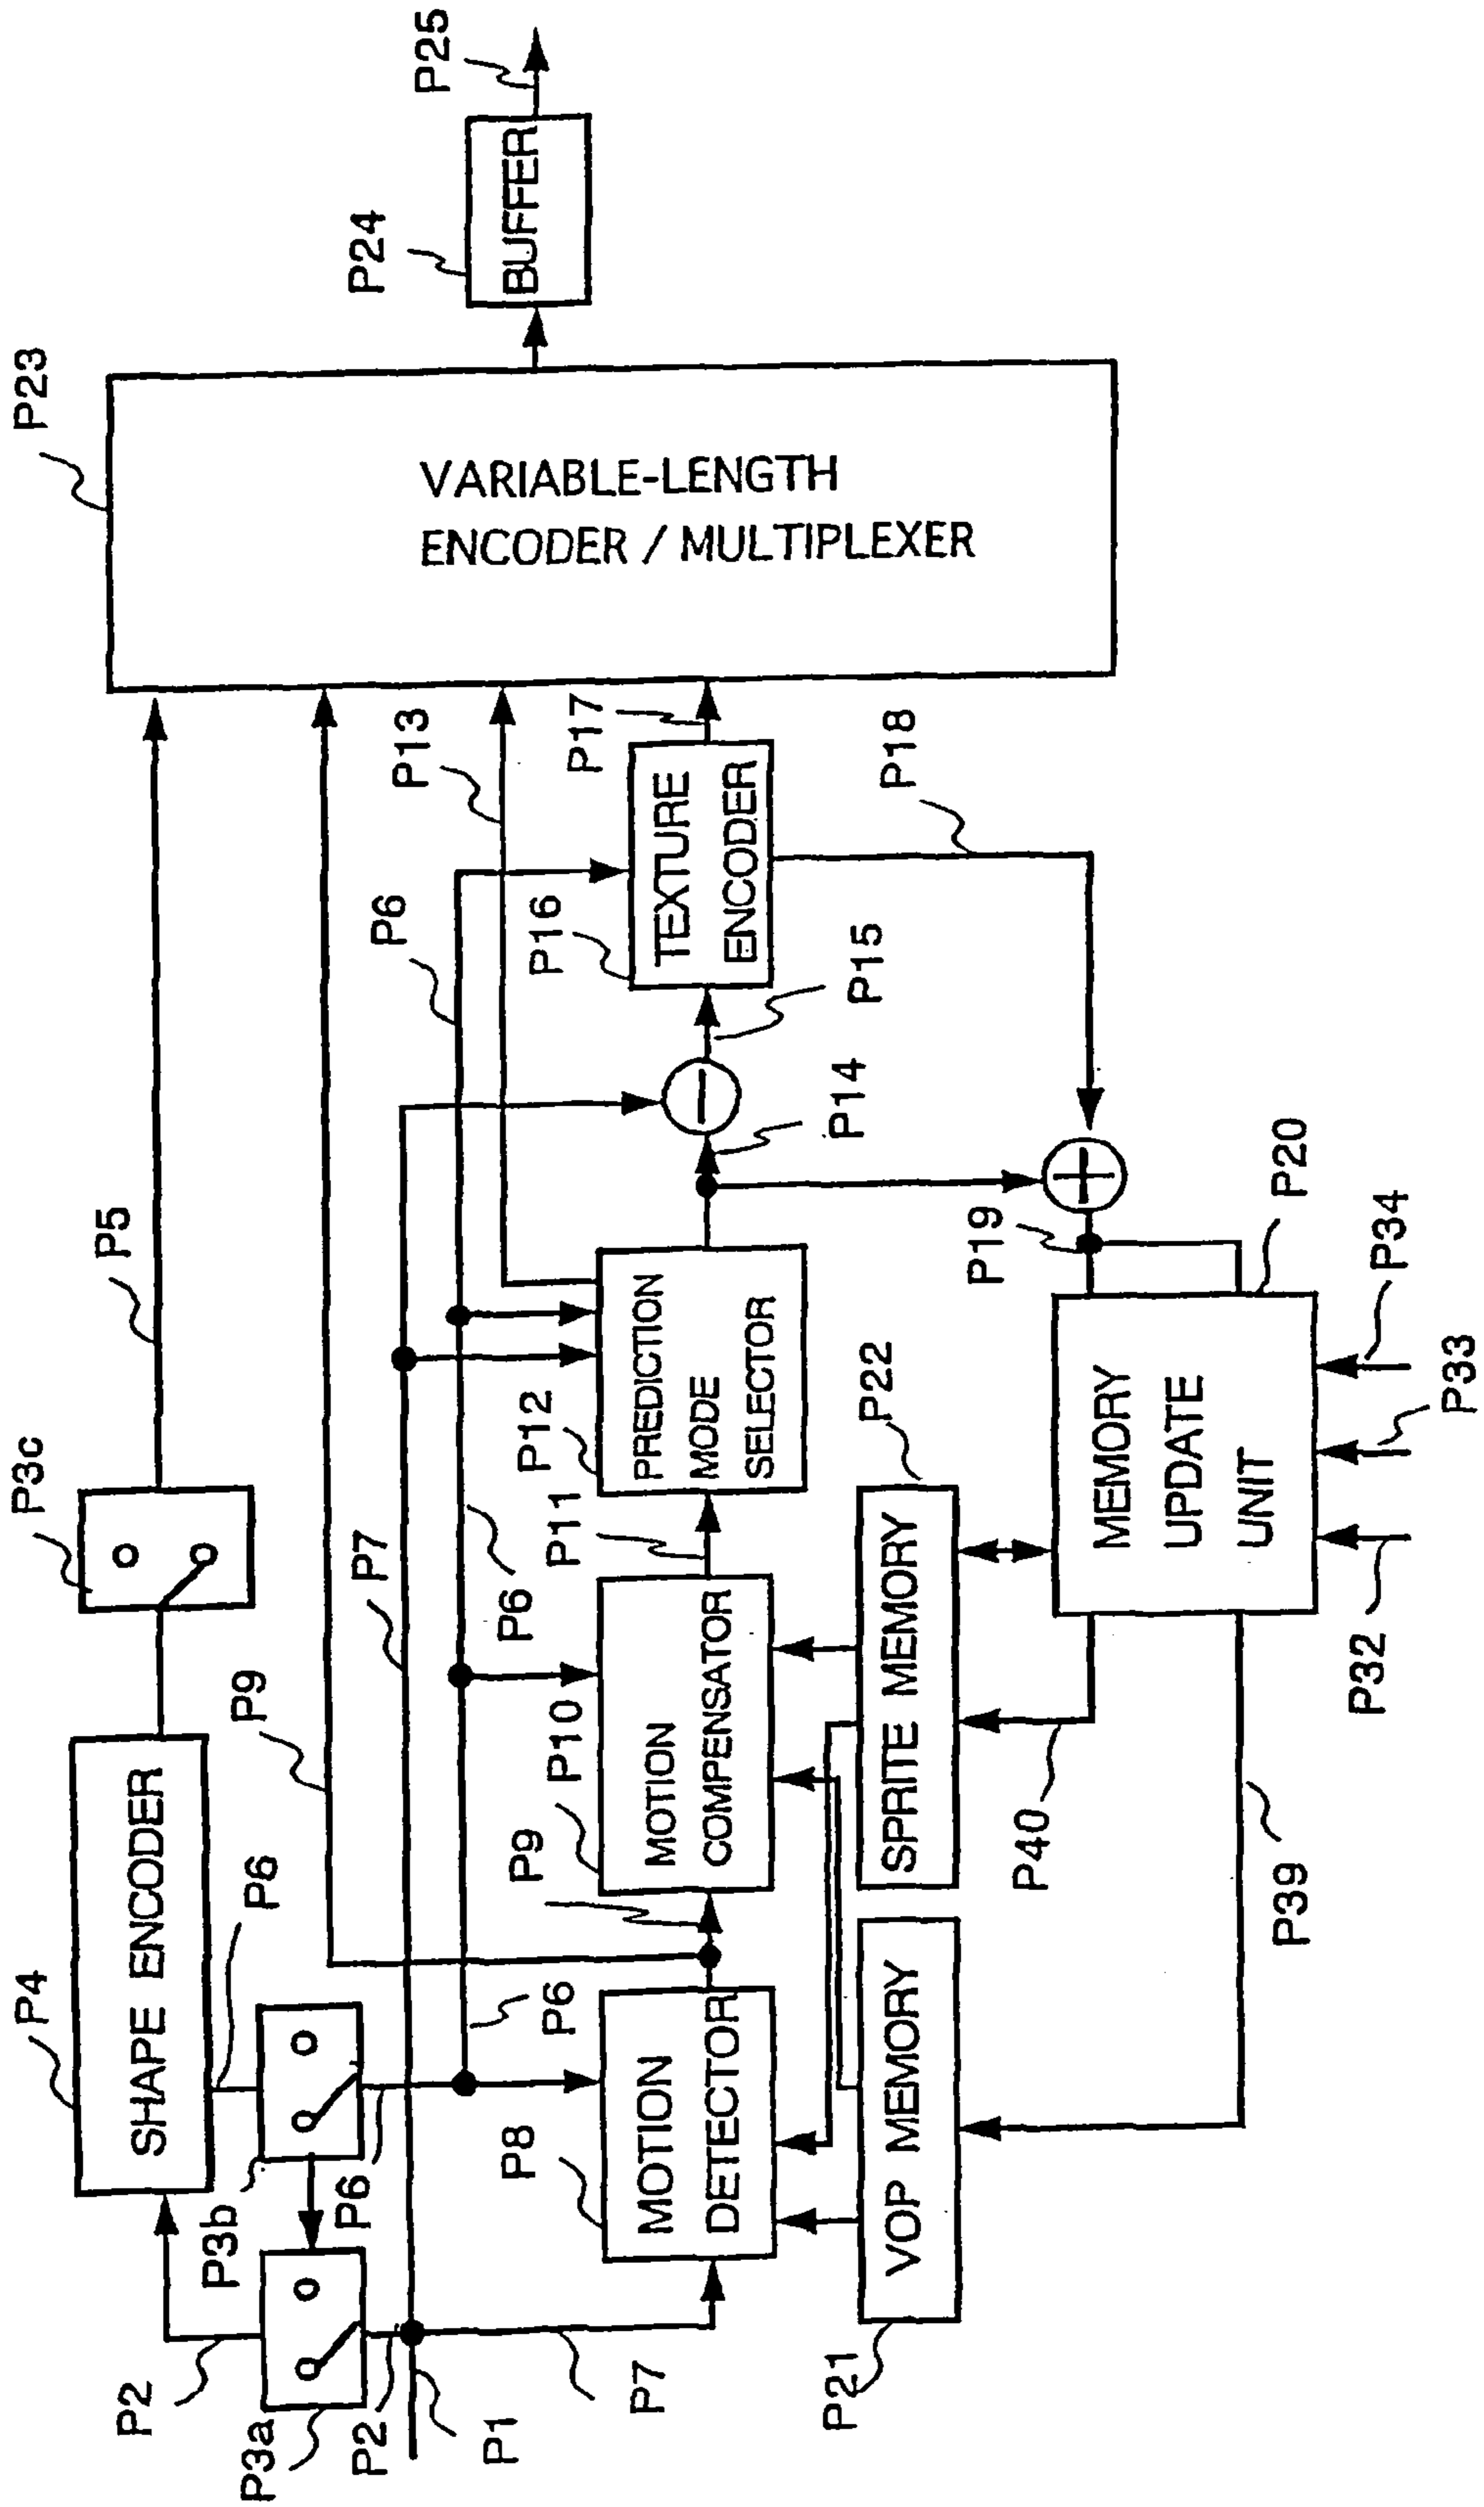 P23
P24
P25
BUFFER
VARIABLE-LENGTH
ENCODER / MULTIPLEXER
P3c
P5
P4
SHAPE ENCODER
P6
P9
P7
P6
P13
P2
P3a
P3b
P6
P2
P1
P7
P6
P8
MOTION
DETECTOR
P9
P10
MOTION
COMPENSATOR
P6
P11
P12
PREDICTION
MODE
SELECTOR
P14
P15
P16
TEXTURE
ENCODER
P17
P18
P21
VOP MEMORY
SPRITE MEMORY
P22
P19
P20
MEMORY
UPDATE
UNIT
P40
P39
P32
P33
P34